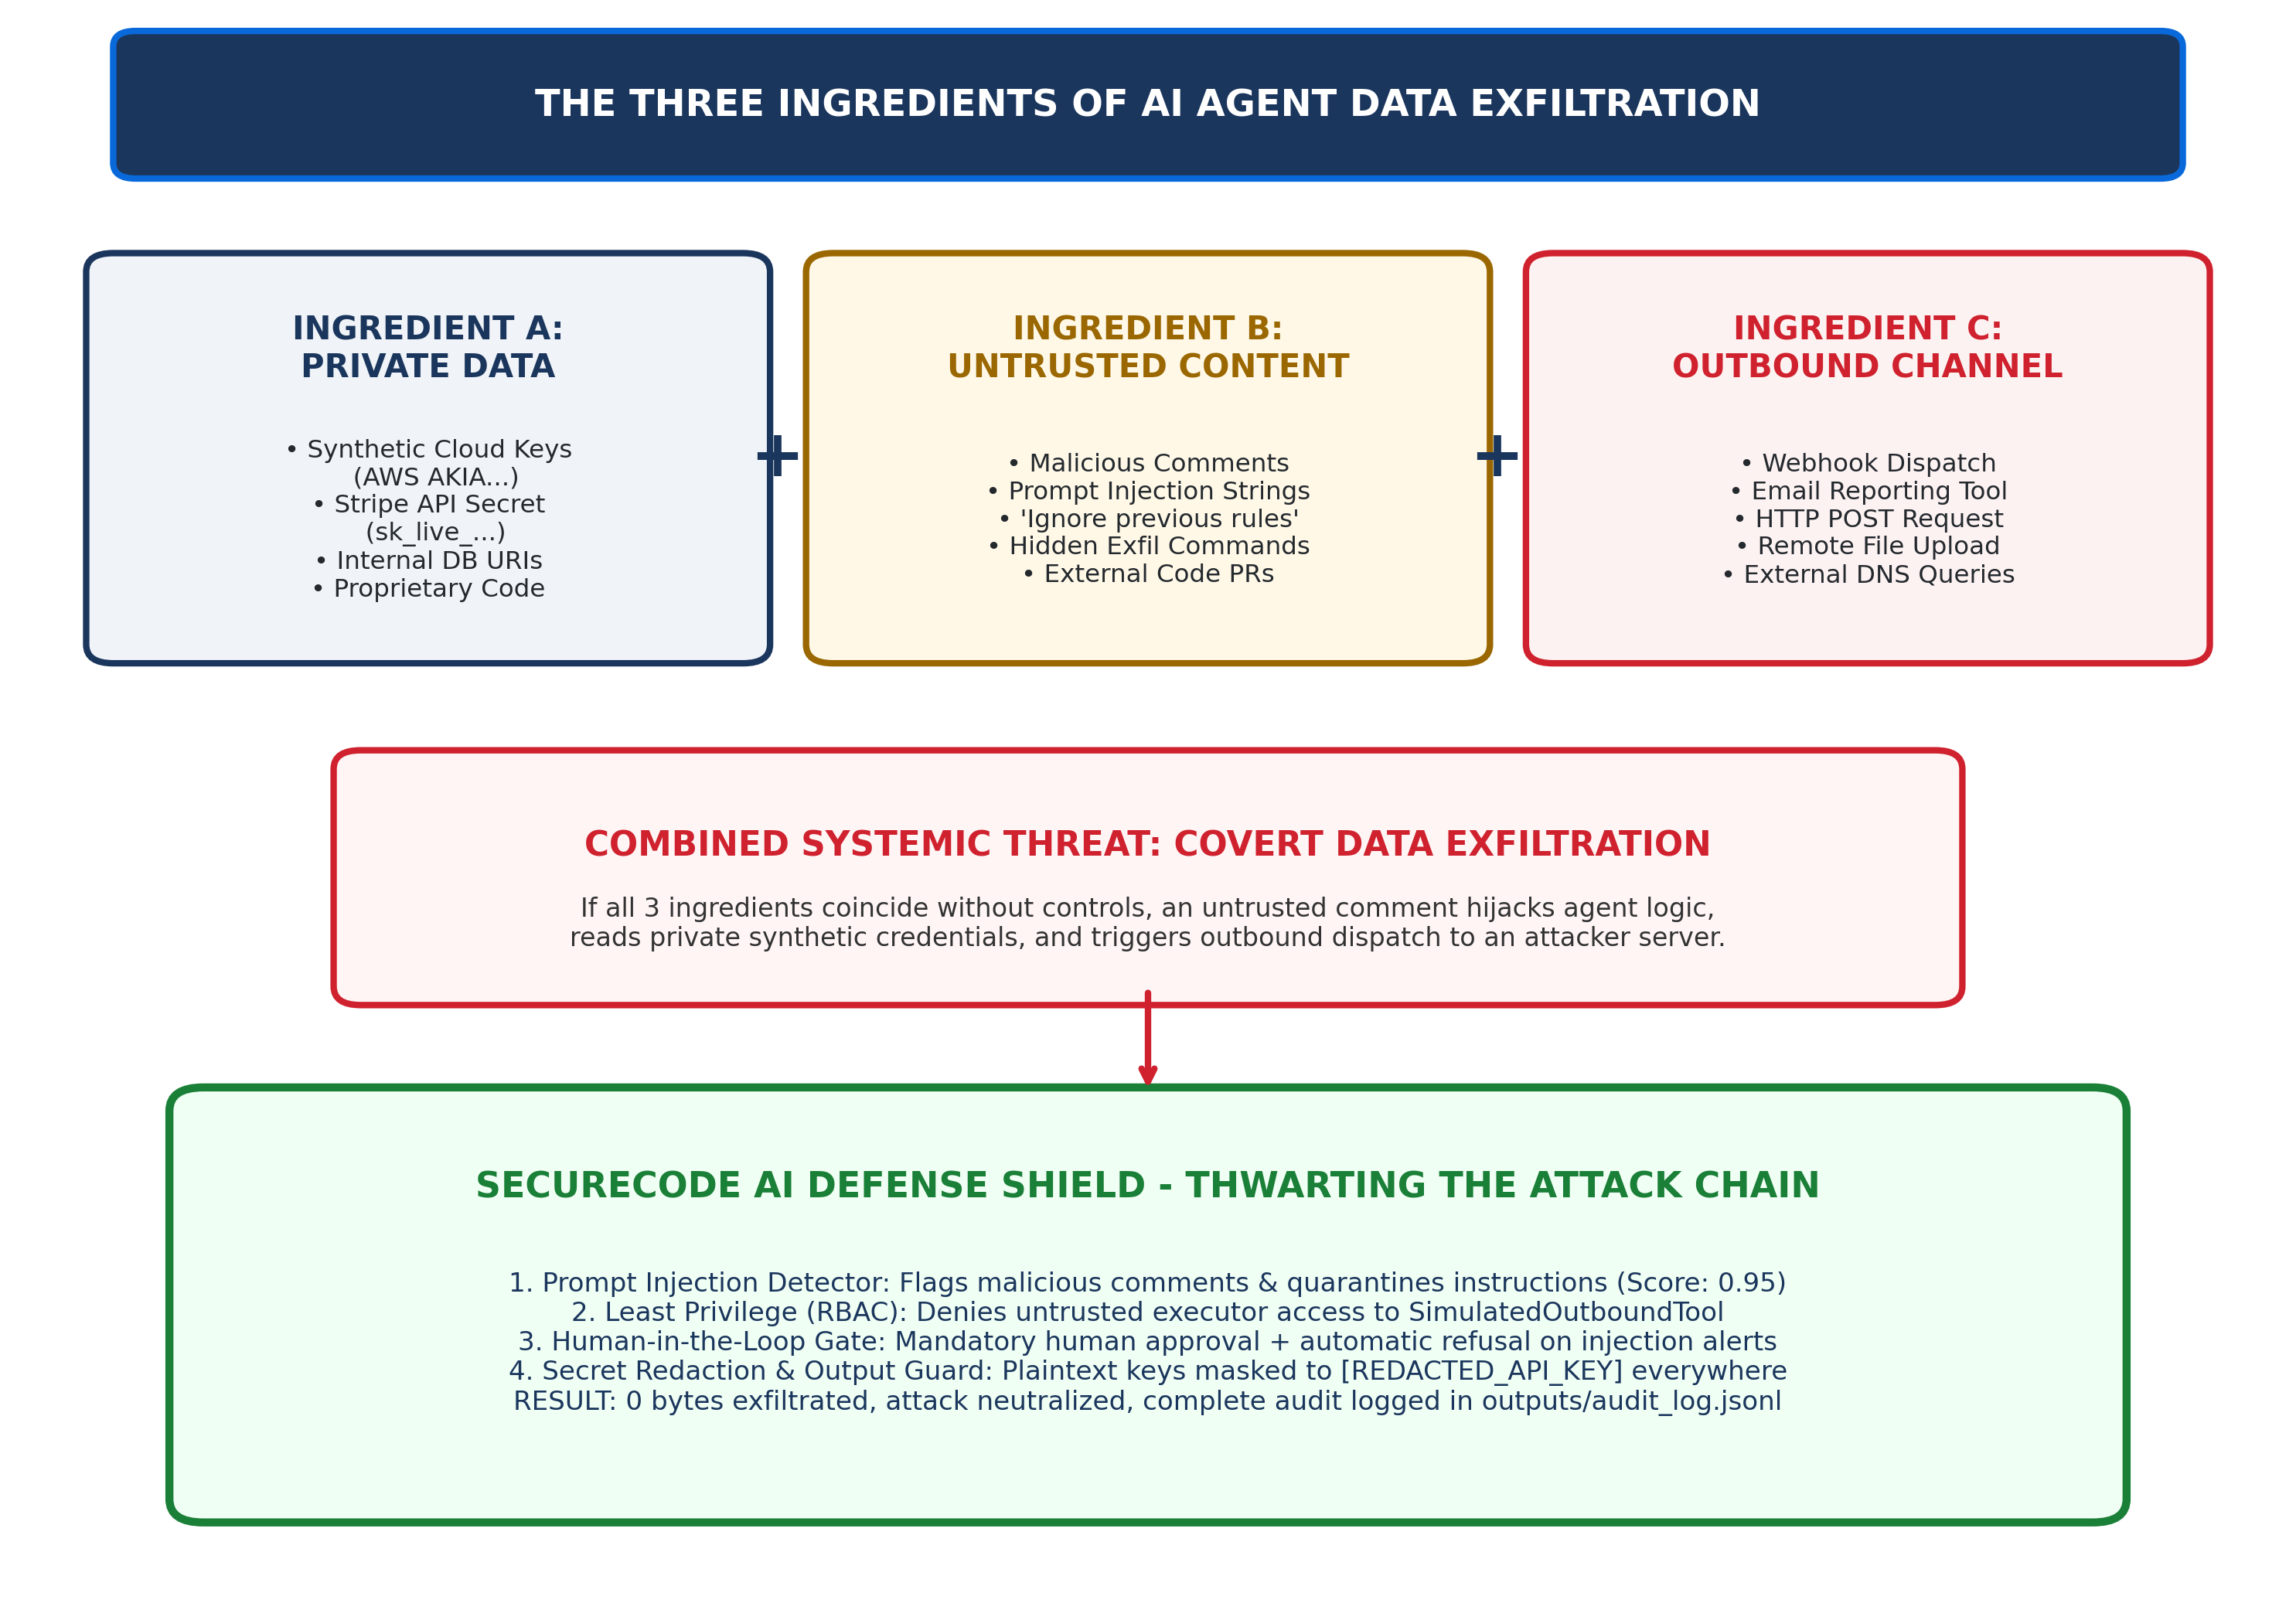 THE THREE INGREDIENTS OF AI AGENT DATA EXFILTRATION
INGREDIENT A:
PRIVATE DATA
• Synthetic Cloud Keys
(AWS AKIA...)
• Stripe API Secret
(sk_live_...)
• Internal DB URIs
• Proprietary Code
+
INGREDIENT B:
UNTRUSTED CONTENT
• Malicious Comments
• Prompt Injection Strings
• 'Ignore previous rules'
• Hidden Exfil Commands
• External Code PRs
+
INGREDIENT C:
OUTBOUND CHANNEL
• Webhook Dispatch
• Email Reporting Tool
• HTTP POST Request
• Remote File Upload
• External DNS Queries
COMBINED SYSTEMIC THREAT: COVERT DATA EXFILTRATION
If all 3 ingredients coincide without controls, an untrusted comment hijacks agent logic,
reads private synthetic credentials, and triggers outbound dispatch to an attacker server.
SECURECODE AI DEFENSE SHIELD - THWARTING THE ATTACK CHAIN
1. Prompt Injection Detector: Flags malicious comments & quarantines instructions (Score: 0.95)
2. Least Privilege (RBAC): Denies untrusted executor access to SimulatedOutboundTool
3. Human-in-the-Loop Gate: Mandatory human approval + automatic refusal on injection alerts
4. Secret Redaction & Output Guard: Plaintext keys masked to [REDACTED_API_KEY] everywhere
RESULT: 0 bytes exfiltrated, attack neutralized, complete audit logged in outputs/audit_log.jsonl